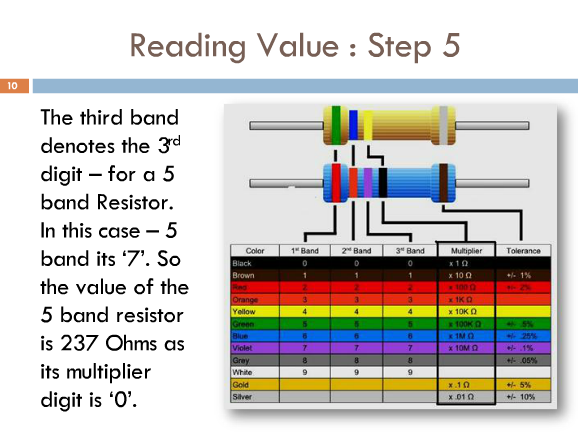 Reading Value : Step 5
10
The third band
denotes the 3rd
digit – for a 5
band Resistor.
In this case – 5
band its ‘7’. So
the value of the
5 band resistor
is 237 Ohms as
its multiplier
digit is ‘0’.
Color 1st Band 2nd Band 3rd Band Multiplier Tolerance
Black 0 0 0 x 1 Ω
Brown 1 1 1 x 10 Ω +/- 1%
Red 2 2 2 x 100 Ω +/- 2%
Orange 3 3 3 x 1K Ω
Yellow 4 4 4 x 10K Ω
Green 5 5 5 x 100K Ω +/- .5%
Blue 6 6 6 x 1M Ω +/- .25%
Violet 7 7 7 x 10M Ω +/- .1%
Grey 8 8 8 +/- .05%
White 9 9 9
Gold x .1 Ω +/- 5%
Silver x .01 Ω +/- 10%